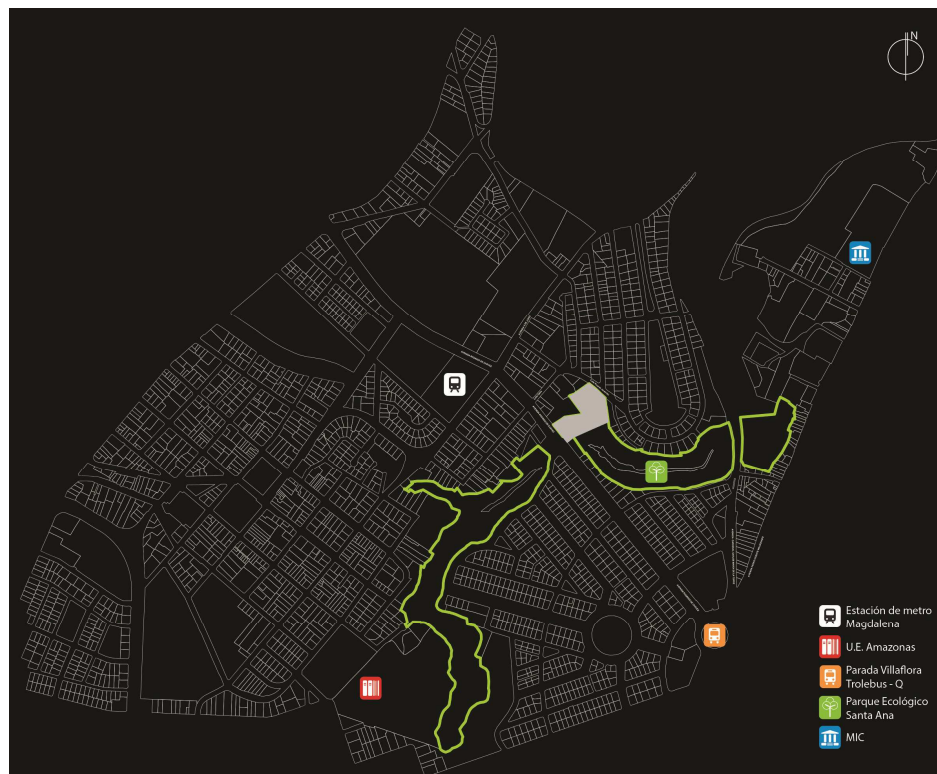 N
Estación de metro
Magdalena
U.E. Amazonas
Parada Villaflora
Trolebus - Q
Parque Ecológico
Santa Ana
MIC